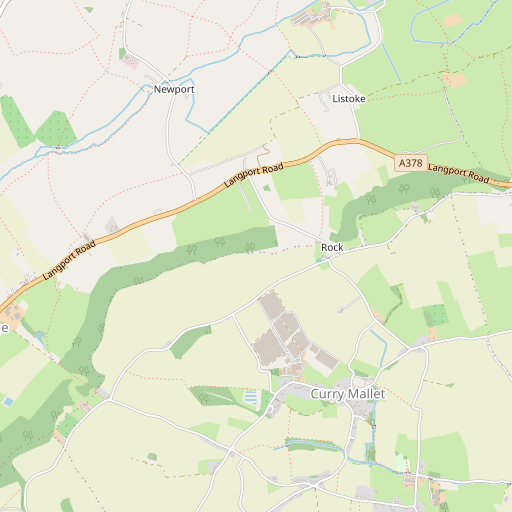 Newport
Listoke
A378
Langport Road
Langport Road
Langport Road
Rock
e
Curry Mallet